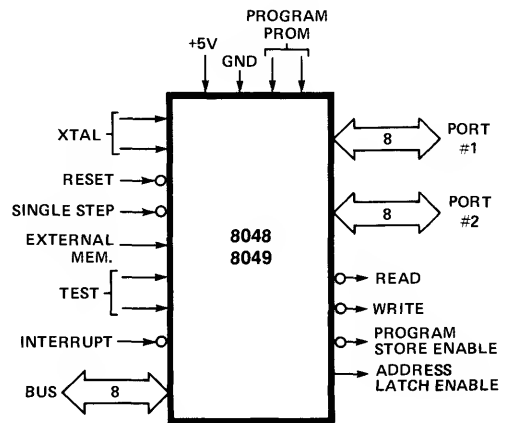 PROGRAM
PROM
+5V
GND
XTAL
RESET
SINGLE STEP
EXTERNAL
MEM.
TEST
INTERRUPT
BUS
8
8048
8049
8
PORT
#1
8
PORT
#2
READ
WRITE
PROGRAM
STORE ENABLE
ADDRESS
LATCH ENABLE